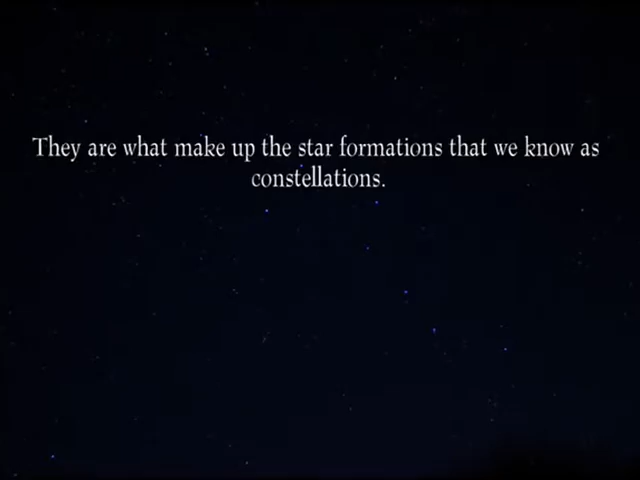 They are what make up the star formations that we know as
constellations.